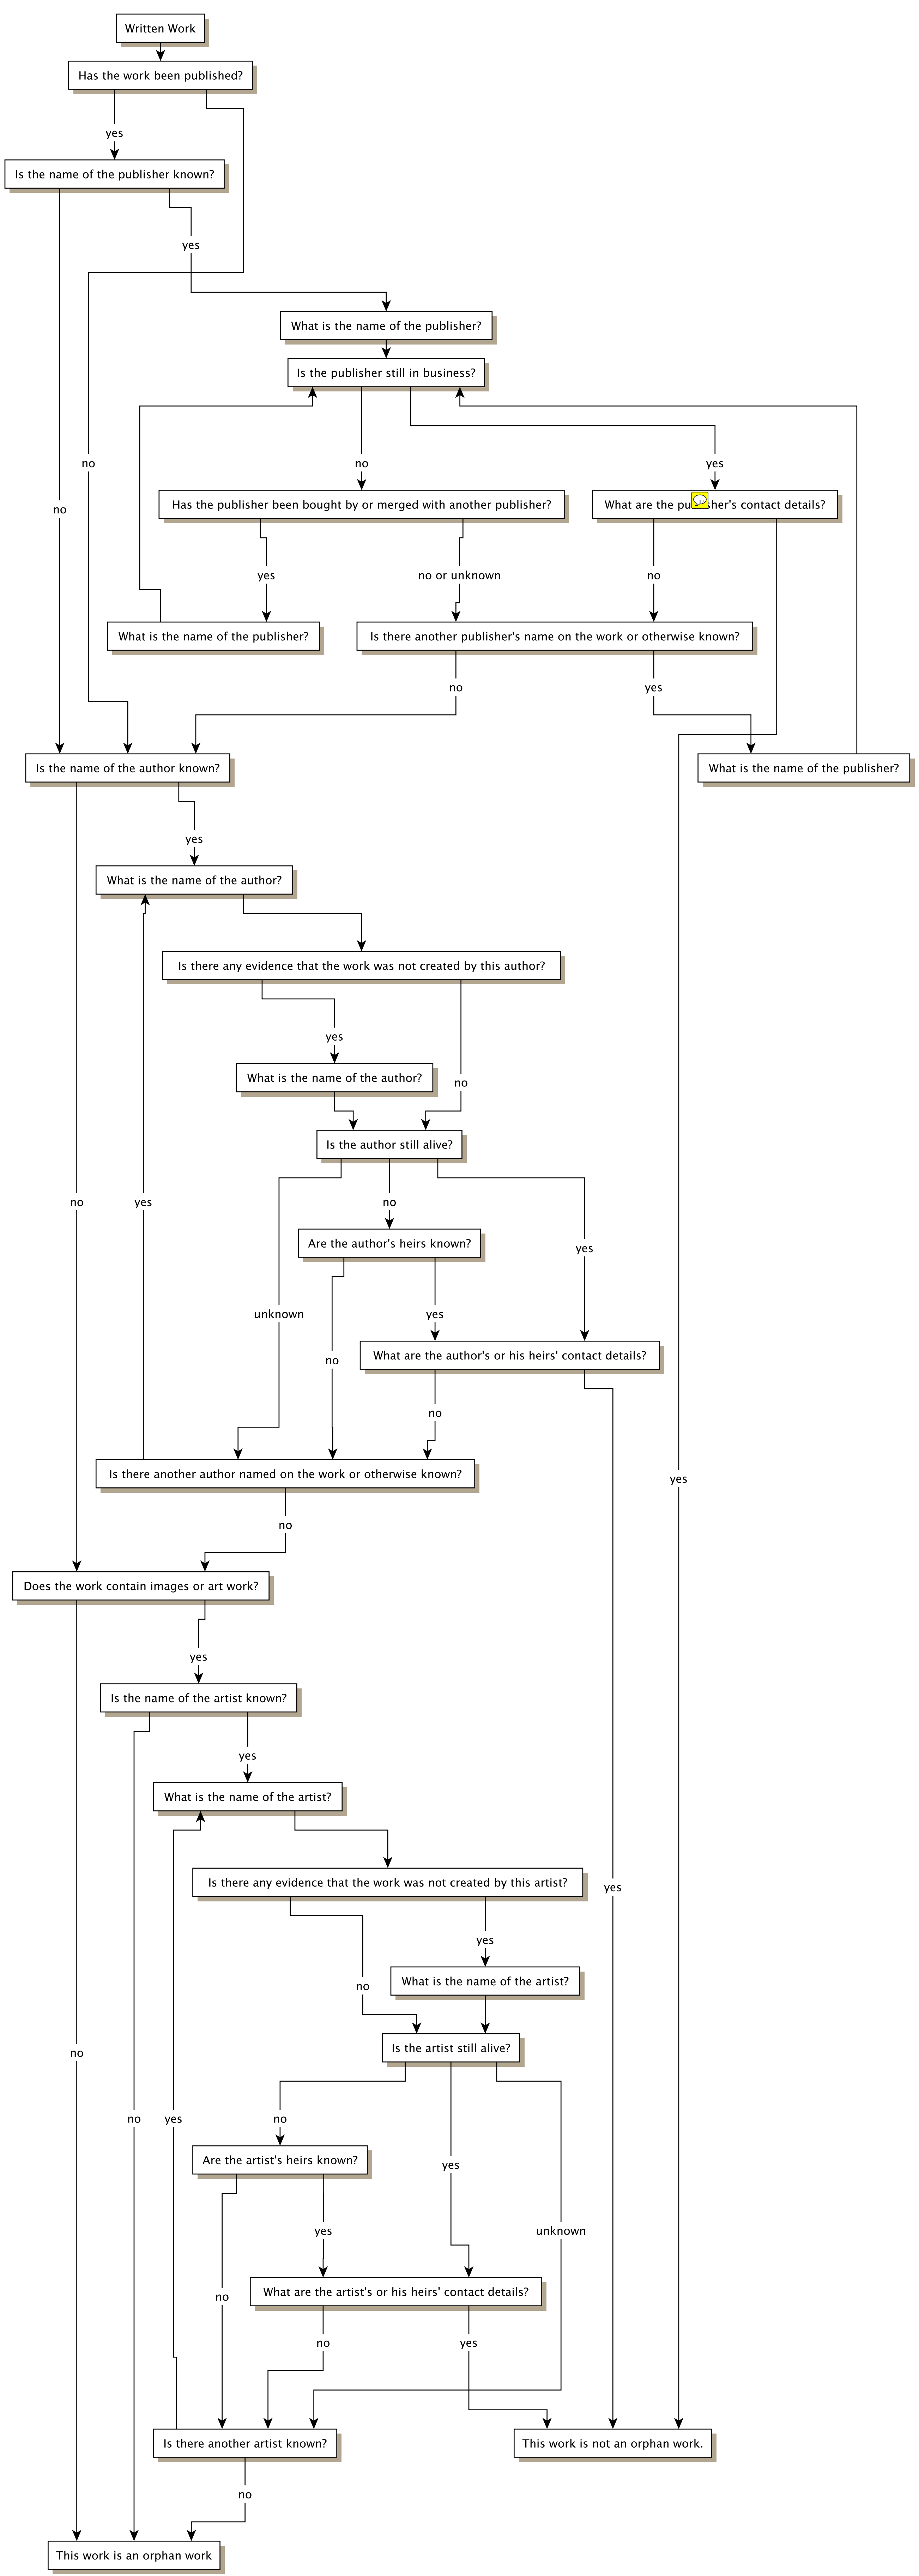 Written Work
Has the work been published?
yes
Is the name of the publisher known?
yes
What is the name of the publisher?
Is the publisher still in business?
no
no
yes
no
Has the publisher been bought by or merged with another publisher?
What are the pu sher's contact details?
yes
no or unknown
no
What is the name of the publisher?
Is there another publisher's name on the work or otherwise known?
no
yes
Is the name of the author known?
What is the name of the publisher?
yes
What is the name of the author?
Is there any evidence that the work was not created by this author?
yes
What is the name of the author?
no
Is the author still alive?
no
yes
no
Are the author's heirs known?
yes
unknown
yes
What are the author's or his heirs' contact details?
no
no
Is there another author named on the work or otherwise known?
yes
no
Does the work contain images or art work?
yes
Is the name of the artist known?
yes
What is the name of the artist?
Is there any evidence that the work was not created by this artist?
yes
yes
What is the name of the artist?
no
Is the artist still alive?
no
no
yes
no
Are the artist's heirs known?
yes
yes
unknown
What are the artist's or his heirs' contact details?
no
no
yes
Is there another artist known?
This work is not an orphan work.
no
This work is an orphan work